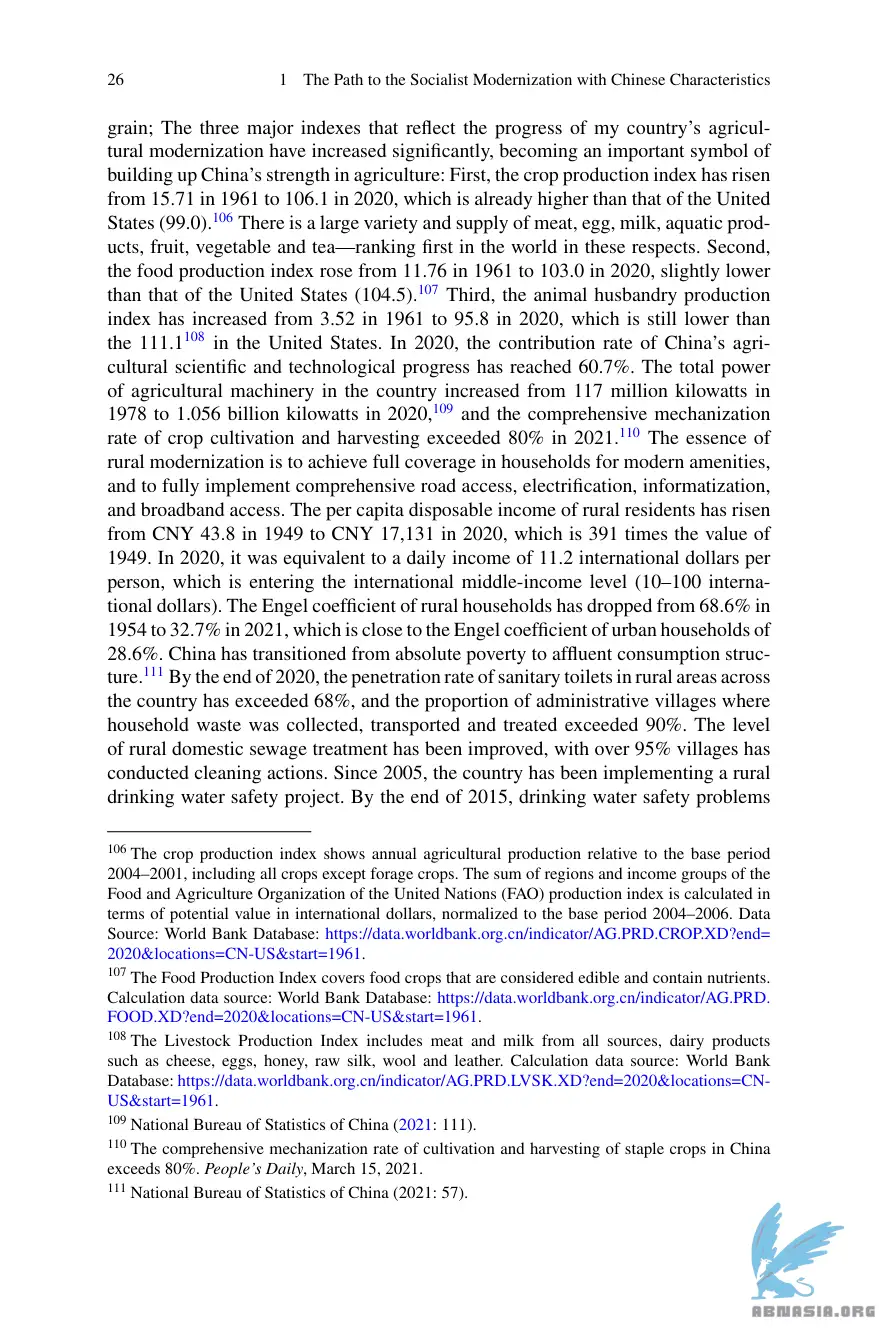 26 1 The Path to the Socialist Modernization with Chinese Characteristics
grain; The three major indexes that reflect the progress of my country's agricul-
tural modernization have increased significantly, becoming an important symbol of
building up China's strength in agriculture: First, the crop production index has risen
from 15.71 in 1961 to 106.1 in 2020, which is already higher than that of the United
States (99.0).106 There is a large variety and supply of meat, egg, milk, aquatic prod-
ucts, fruit, vegetable and tea—ranking first in the world in these respects. Second,
the food production index rose from 11.76 in 1961 to 103.0 in 2020, slightly lower
than that of the United States (104.5).107 Third, the animal husbandry production
index has increased from 3.52 in 1961 to 95.8 in 2020, which is still lower than
the 111.1108 in the United States. In 2020, the contribution rate of China's agri-
cultural scientific and technological progress has reached 60.7%. The total power
of agricultural machinery in the country increased from 117 million kilowatts in
1978 to 1.056 billion kilowatts in 2020,109 and the comprehensive mechanization
rate of crop cultivation and harvesting exceeded 80% in 2021.110 The essence of
rural modernization is to achieve full coverage in households for modern amenities,
and to fully implement comprehensive road access, electrification, informatization,
and broadband access. The per capita disposable income of rural residents has risen
from CNY 43.8 in 1949 to CNY 17,131 in 2020, which is 391 times the value of
1949. In 2020, it was equivalent to a daily income of 11.2 international dollars per
person, which is entering the international middle-income level (10–100 interna-
tional dollars). The Engel coefficient of rural households has dropped from 68.6% in
1954 to 32.7% in 2021, which is close to the Engel coefficient of urban households of
28.6%. China has transitioned from absolute poverty to affluent consumption struc-
ture.111 By the end of 2020, the penetration rate of sanitary toilets in rural areas across
the country has exceeded 68%, and the proportion of administrative villages where
household waste was collected, transported and treated exceeded 90%. The level
of rural domestic sewage treatment has been improved, with over 95% villages has
conducted cleaning actions. Since 2005, the country has been implementing a rural
drinking water safety project. By the end of 2015, drinking water safety problems
106 The crop production index shows annual agricultural production relative to the base period
2004–2001, including all crops except forage crops. The sum of regions and income groups of the
Food and Agriculture Organization of the United Nations (FAO) production index is calculated in
terms of potential value in international dollars, normalized to the base period 2004–2006. Data
Source: World Bank Database: https://data.worldbank.org.cn/indicator/AG.PRD.CROP.XD?end=
2020&locations=CN-US&start=1961.
107 The Food Production Index covers food crops that are considered edible and contain nutrients.
Calculation data source: World Bank Database: https://data.worldbank.org.cn/indicator/AG.PRD.
FOOD.XD?end=2020&locations=CN-US&start=1961.
108 The Livestock Production Index includes meat and milk from all sources, dairy products
such as cheese, eggs, honey, raw silk, wool and leather. Calculation data source: World Bank
Database: https://data.worldbank.org.cn/indicator/AG.PRD.LVSK.XD?end=2020&locations=CN-
US&start=1961.
109 National Bureau of Statistics of China (2021: 111).
110 The comprehensive mechanization rate of cultivation and harvesting of staple crops in China
exceeds 80%. People's Daily, March 15, 2021.
111 National Bureau of Statistics of China (2021: 57).
ABNASIA.ORG